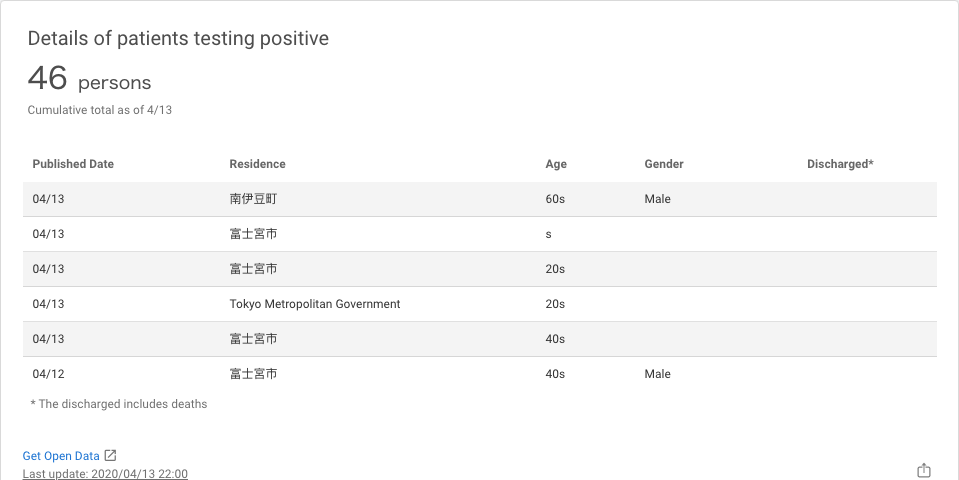 Details of patients testing positive
46 persons
Cumulative total as of 4/13
Published Date Residence Age Gender Discharged*
04/13 南伊豆町 60s Male
04/13 富士宮市 s
04/13 富士宮市 20s
04/13 Tokyo Metropolitan Government 20s
04/13 富士宮市 40s
04/12 富士宮市 40s Male
* The discharged includes deaths
Get Open Data
Last update: 2020/04/13 22:00